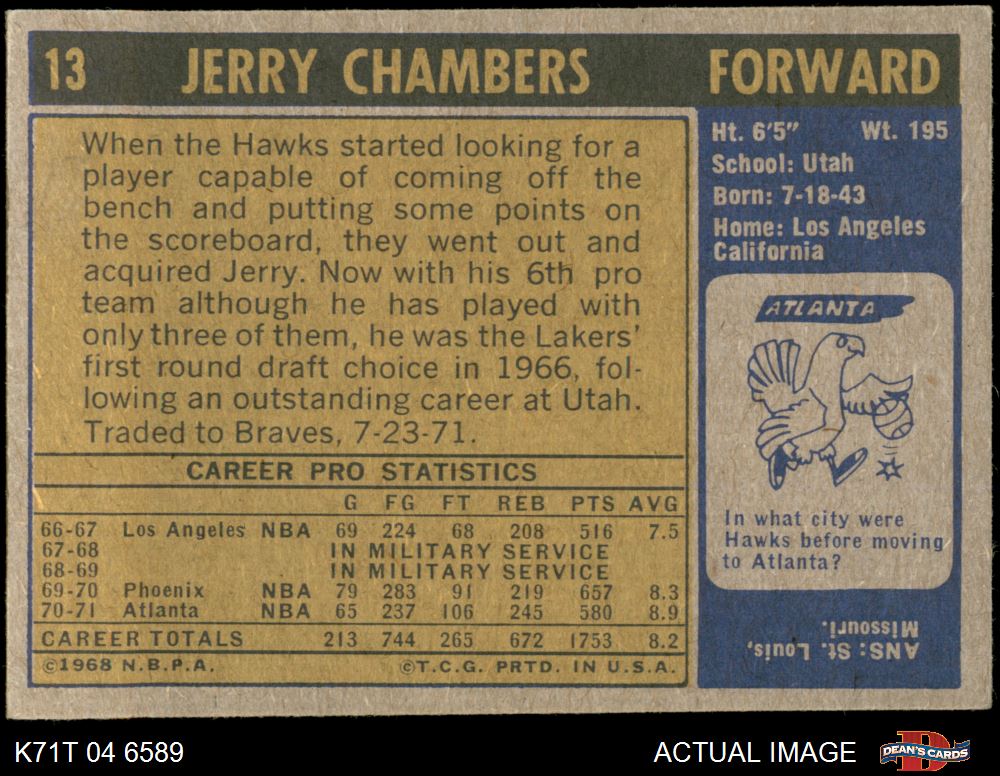 13 JERRY CHAMBERS FORWARD
When the Hawks started looking for a
player capable of coming off the
bench and putting some points on
the scoreboard, they went out and
acquired Jerry. Now with his 6th pro
team although he has played with
only three of them, he was the Lakers'
first round draft choice in 1966, fol-
lowing an outstanding career at Utah.
Traded to Braves, 7-23-71.
CAREER PRO STATISTICS
G FG FT REB PTS AVG
66-67 Los Angeles NBA 69 224 68 208 516 7.5
67-68 IN MILITARY SERVICE
68-69 IN MILITARY SERVICE
69-70 Phoenix NBA 79 283 91 219 657 8.3
70-71 Atlanta NBA 65 237 106 245 580 8.9
CAREER TOTALS 213 744 265 672 1753 8.2
©1968 N.B.P.A. ©T.C.G. PRTD. IN U.S.A.
Ht. 6'5" Wt. 195
School: Utah
Born: 7-18-43
Home: Los Angeles
California
ATLANTA
In what city were
Hawks before moving
to Atlanta?
ANS: St. Louis,
Missouri.
K71T 04 6589 ACTUAL IMAGE
D
DEAN'S CARDS